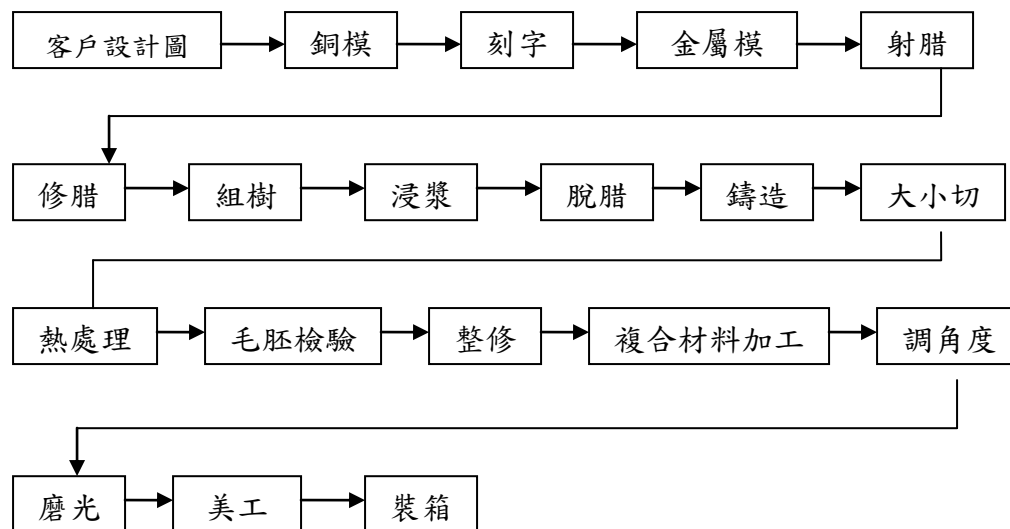 客戶設計圖 銅模 刻字 金屬模 射腊
修腊 組樹 浸漿 脫腊 鑄造 大小切
熱處理 毛胚檢驗 整修 複合材料加工 調角度
磨光 美工 裝箱